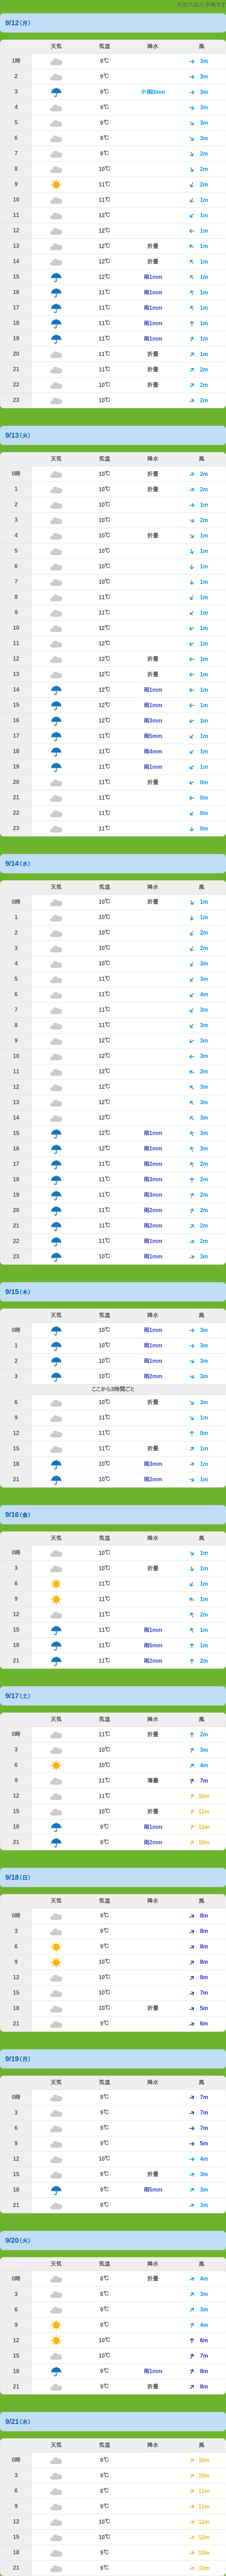 9/12(月)
天気 気温 降水 風
1時 9℃ 3m
2 9℃ 3m
3 9℃ 小雨0mm 3m
4 9℃ 3m
5 9℃ 3m
6 9℃ 3m
7 9℃ 2m
8 10℃ 2m
9 11℃ 2m
10 11℃ 1m
11 12℃ 1m
12 12℃ 1m
13 12℃ 折畳 1m
14 12℃ 折畳 1m
15 12℃ 雨1mm 1m
16 11℃ 雨1mm 1m
17 11℃ 雨1mm 1m
18 11℃ 雨1mm 1m
19 11℃ 雨1mm 1m
20 11℃ 折畳 1m
21 11℃ 折畳 2m
22 10℃ 折畳 2m
23 10℃ 2m
9/13(火)
天気 気温 降水 風
0時 10℃ 折畳 2m
1 10℃ 折畳 2m
2 10℃ 1m
3 10℃ 2m
4 10℃ 折畳 1m
5 10℃ 1m
6 10℃ 1m
7 10℃ 1m
8 11℃ 1m
9 11℃ 1m
10 12℃ 1m
11 12℃ 1m
12 12℃ 折畳 1m
13 12℃ 折畳 1m
14 12℃ 雨1mm 1m
15 12℃ 雨1mm 1m
16 12℃ 雨3mm 1m
17 11℃ 雨5mm 1m
18 11℃ 雨4mm 1m
19 11℃ 雨1mm 1m
20 11℃ 折畳 0m
21 11℃ 0m
22 11℃ 0m
23 11℃ 0m
9/14(水)
天気 気温 降水 風
0時 10℃ 折畳 1m
1 10℃ 1m
2 10℃ 2m
3 10℃ 2m
4 10℃ 3m
5 11℃ 3m
6 11℃ 4m
7 11℃ 3m
8 11℃ 3m
9 12℃ 3m
10 12℃ 3m
11 12℃ 2m
12 12℃ 3m
13 12℃ 3m
14 12℃ 3m
15 12℃ 雨1mm 3m
16 12℃ 雨1mm 3m
17 11℃ 雨2mm 2m
18 11℃ 雨3mm 2m
19 11℃ 雨3mm 2m
20 11℃ 雨2mm 2m
21 11℃ 雨2mm 2m
22 11℃ 雨1mm 2m
23 10℃ 雨1mm 3m
9/15(木)
天気 気温 降水 風
0時 10℃ 雨1mm 3m
1 10℃ 雨1mm 3m
2 10℃ 雨1mm 3m
3 10℃ 雨2mm 3m
ここから3時間ごと
6 10℃ 折畳 3m
9 11℃ 1m
12 11℃ 0m
15 11℃ 折畳 1m
18 10℃ 雨3mm 1m
21 10℃ 雨2mm 1m
9/16(金)
天気 気温 降水 風
0時 10℃ 1m
3 10℃ 折畳 1m
6 11℃ 1m
9 11℃ 1m
12 11℃ 2m
15 11℃ 雨1mm 1m
18 11℃ 雨5mm 1m
21 11℃ 雨2mm 2m
9/17(土)
天気 気温 降水 風
0時 11℃ 折畳 2m
3 10℃ 3m
6 10℃ 4m
9 11℃ 7m
12 11℃ 10m
15 10℃ 折畳 11m
18 9℃ 雨1mm 12m
21 9℃ 雨2mm 10m
9/18(日)
天気 気温 降水 風
0時 9℃ 8m
3 9℃ 8m
6 9℃ 8m
9 10℃ 8m
12 10℃ 8m
15 10℃ 7m
18 10℃ 折畳 5m
21 9℃ 6m
9/19(月)
天気 気温 降水 風
0時 9℃ 7m
3 9℃ 7m
6 9℃ 7m
9 9℃ 5m
12 10℃ 4m
15 9℃ 折畳 3m
18 9℃ 雨5mm 3m
21 9℃ 3m
9/20(火)
天気 気温 降水 風
0時 8℃ 折畳 4m
3 8℃ 3m
6 9℃ 3m
9 9℃ 4m
12 10℃ 6m
15 10℃ 7m
18 9℃ 雨1mm 8m
21 9℃ 折畳 8m
9/21(水)
天気 気温 降水 風
0時 9℃ 10m
3 9℃ 10m
6 8℃ 11m
9 9℃ 11m
12 10℃ 12m
15 10℃ 12m
18 9℃ 13m
21 9℃ 13m